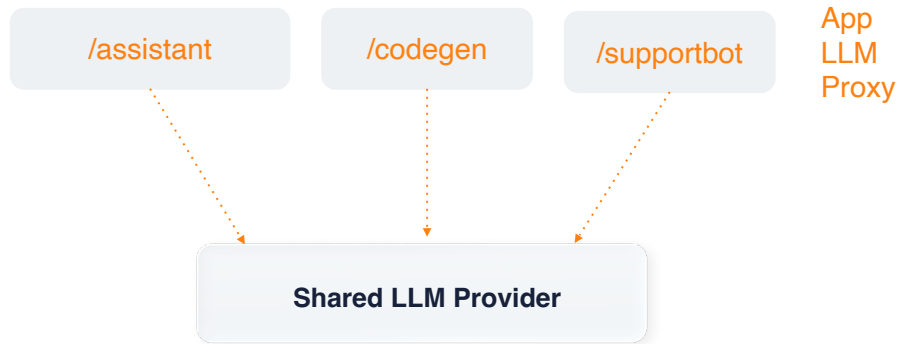 /assistant
/codegen
/supportbot
App
LLM
Proxy
Shared LLM Provider